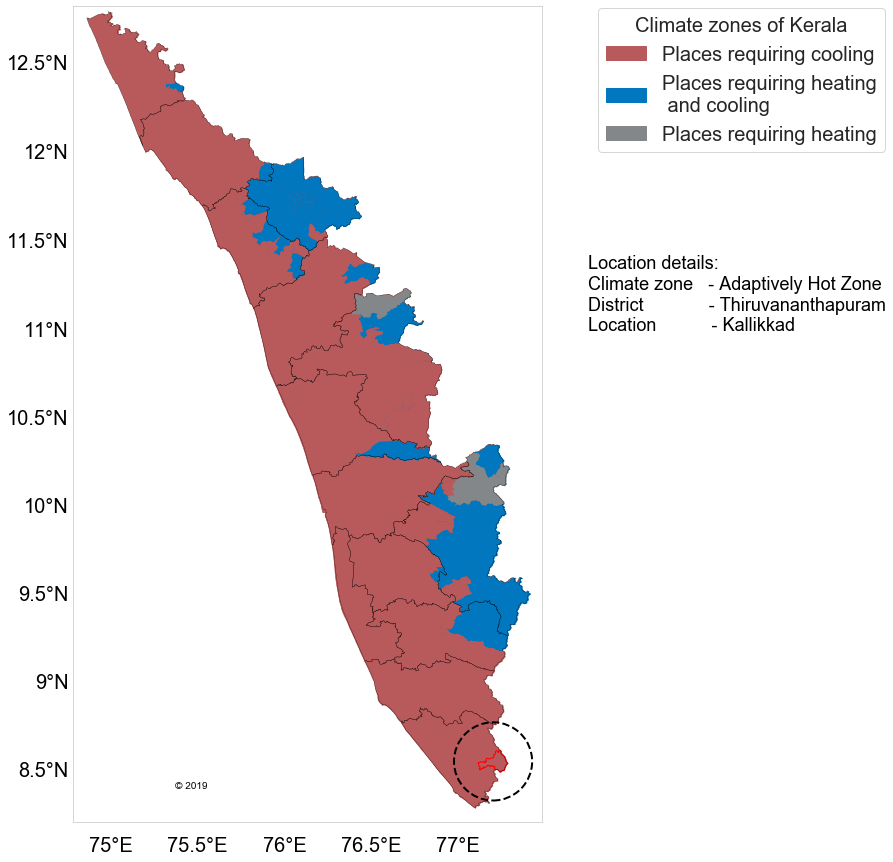 Climate zones of Kerala
Places requiring cooling
Places requiring heating
and cooling
Places requiring heating
Location details:
Climate zone - Adaptively Hot Zone
District - Thiruvananthapuram
Location - Kallikkad
12.5°N
12°N
11.5°N
11°N
10.5°N
10°N
9.5°N
9°N
8.5°N
© 2019
75°E 75.5°E 76°E 76.5°E 77°E